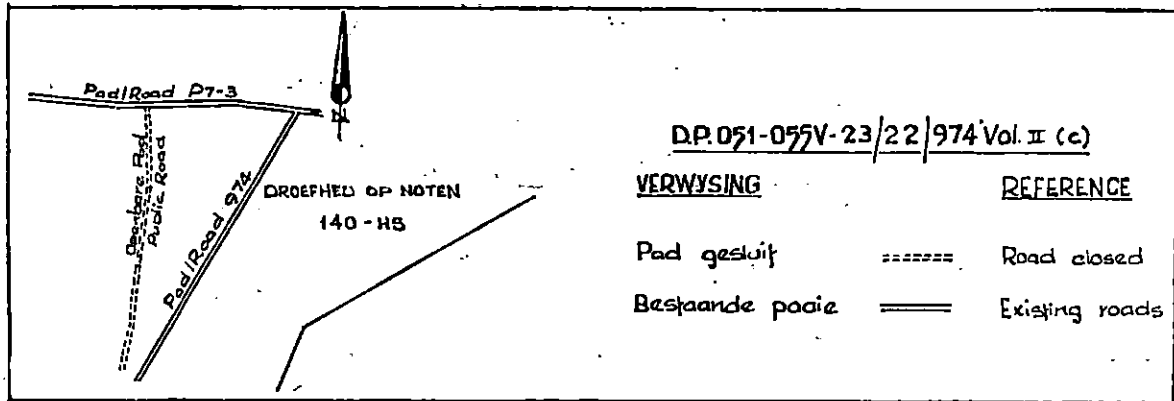 Pad/Road P7-3
N
Openbare Pad
Public Road
Pad/Road 974
DROEFHED OP NOTEN
140-HS
D.P. 051-055V-23/22/974 Vol. II (c)
VERWYSING REFERENCE
Pad gesluit Road closed
Bestaande paaie Existing roads